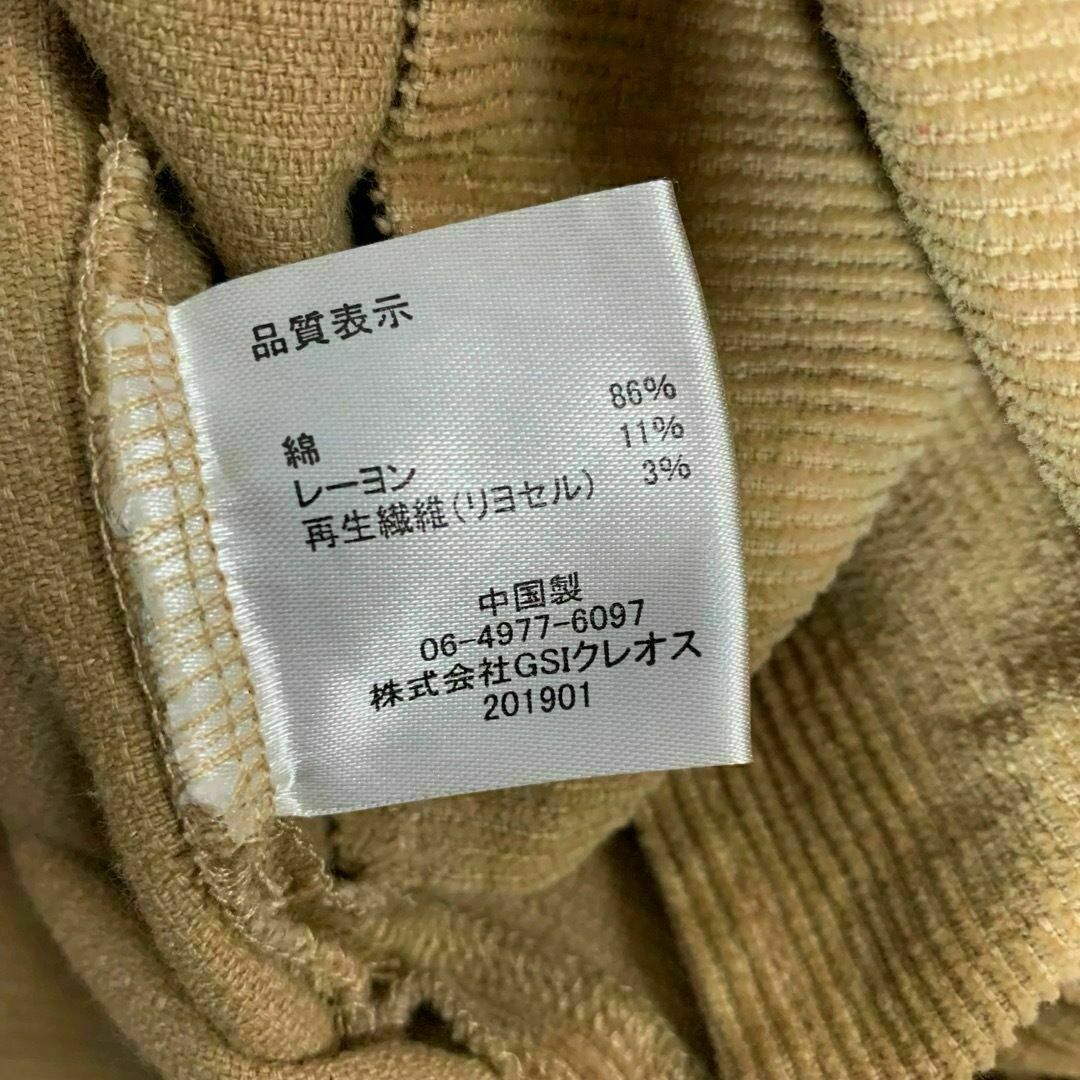 品質表示
綿 86%
レーヨン 11%
再生繊維(リヨセル) 3%
中国製
06-4977-6097
株式会社GSIクレオス
201901